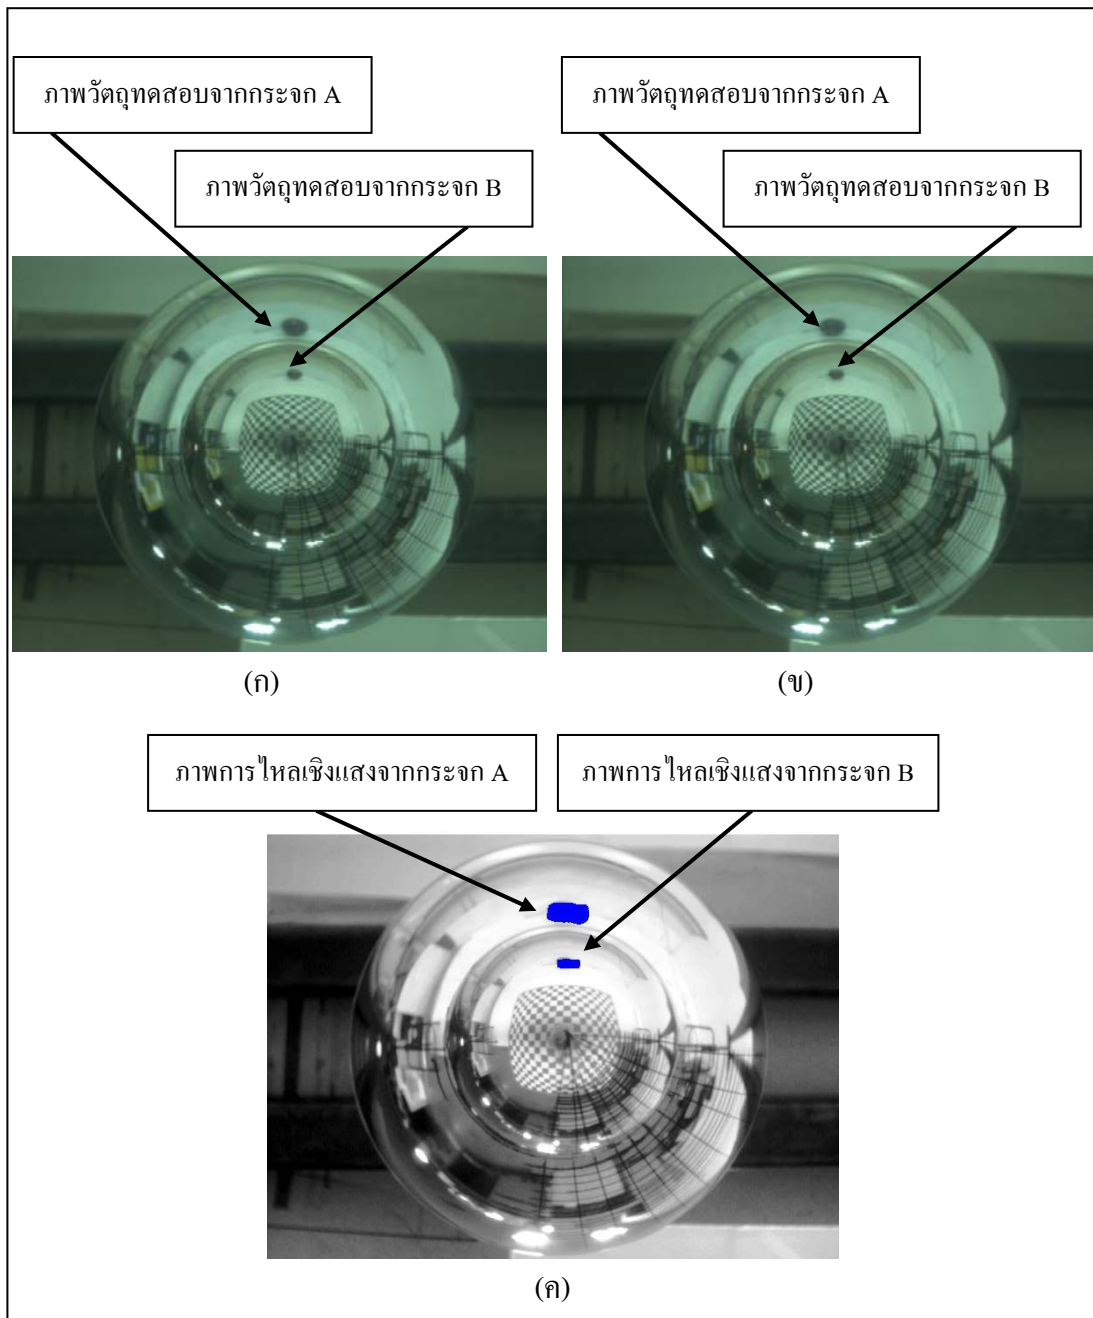 ภาพวัตถุทดสอบจากกระจก A
ภาพวัตถุทดสอบจากกระจก A
ภาพวัตถุทดสอบจากกระจก B
ภาพวัตถุทดสอบจากกระจก B
(ก)
(ข)
ภาพการไหลเชิงแสงจากกระจก A
ภาพการไหลเชิงแสงจากกระจก B
(ค)